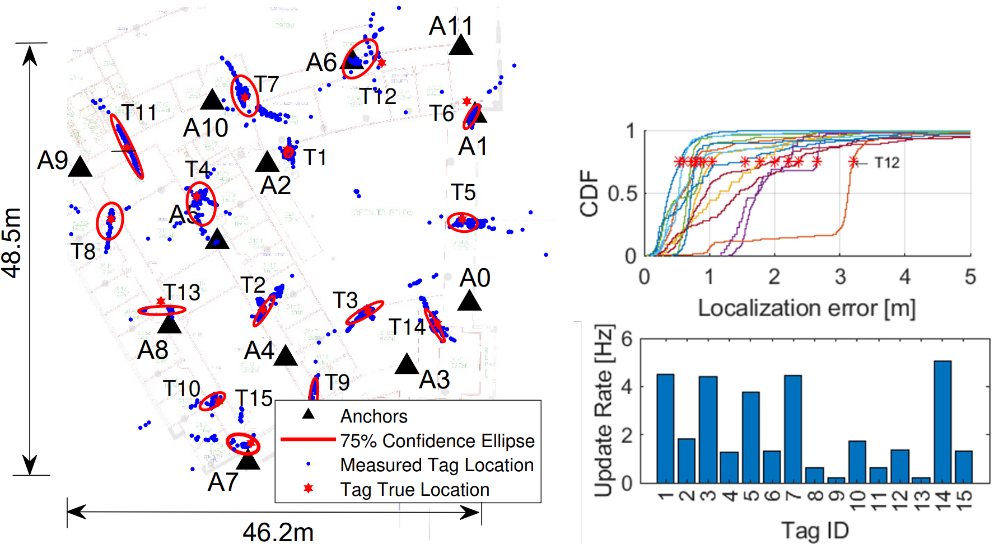 A11
A6
T7
T12
T11
A10
T6
A1
A9
T1
T4
A2
T5
A5
T8
A0
T2
T13
T3
T14
A8
A4
A3
T9
T10
T15
A7
48.5m
46.2m
Anchors
75% Confidence Ellipse
Measured Tag Location
Tag True Location
1
0.5
0
CDF
T12
0 1 2 3 4 5
Localization error [m]
6
4
2
0
Update Rate [Hz]
1 2 3 4 5 6 7 8 9 10 11 12 13 14 15
Tag ID